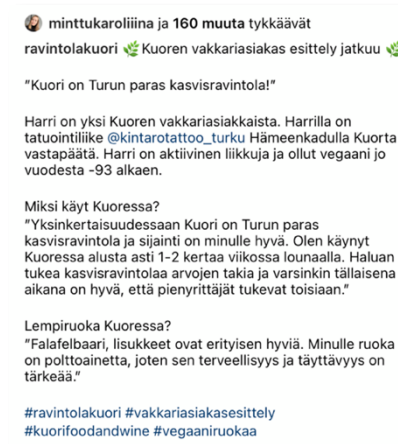 minttukaroliiina ja 160 muuta tykkäävät
ravintolakuori 🌿Kuoren vakkariasiakas esittely jatkuu 🌿
”Kuori on Turun paras kasvisravintola!”
Harri on yksi Kuoren vakkariasiakkaista. Harrilla on
tatuointiliike @kintarotattoo_turku Hämeenkadulla Kuorta
vastapäätä. Harri on aktiivinen liikkuja ja ollut vegaani jo
vuodesta -93 alkaen.
Miksi käyt Kuoressa?
”Yksinkertaisuudessaan Kuori on Turun paras
kasvisravintola ja sijainti on minulle hyvä. Olen käynyt
Kuoressa alusta asti 1-2 kertaa viikossa lounaalla. Haluan
tukea kasvisravintolaa arvojen takia ja varsinkin tällaisena
aikana on hyvä, että pienyrittäjät tukevat toisiaan.”
Lempiruoka Kuoressa?
”Falafelbaari, lisukkeet ovat erityisen hyviä. Minulle ruoka
on polttoainetta, joten sen terveellisyys ja täyttävyys on
tärkeää.”
#ravintolakuori #vakkariasiakasesittely
#kuorifoodandwine #vegaaniruokaa